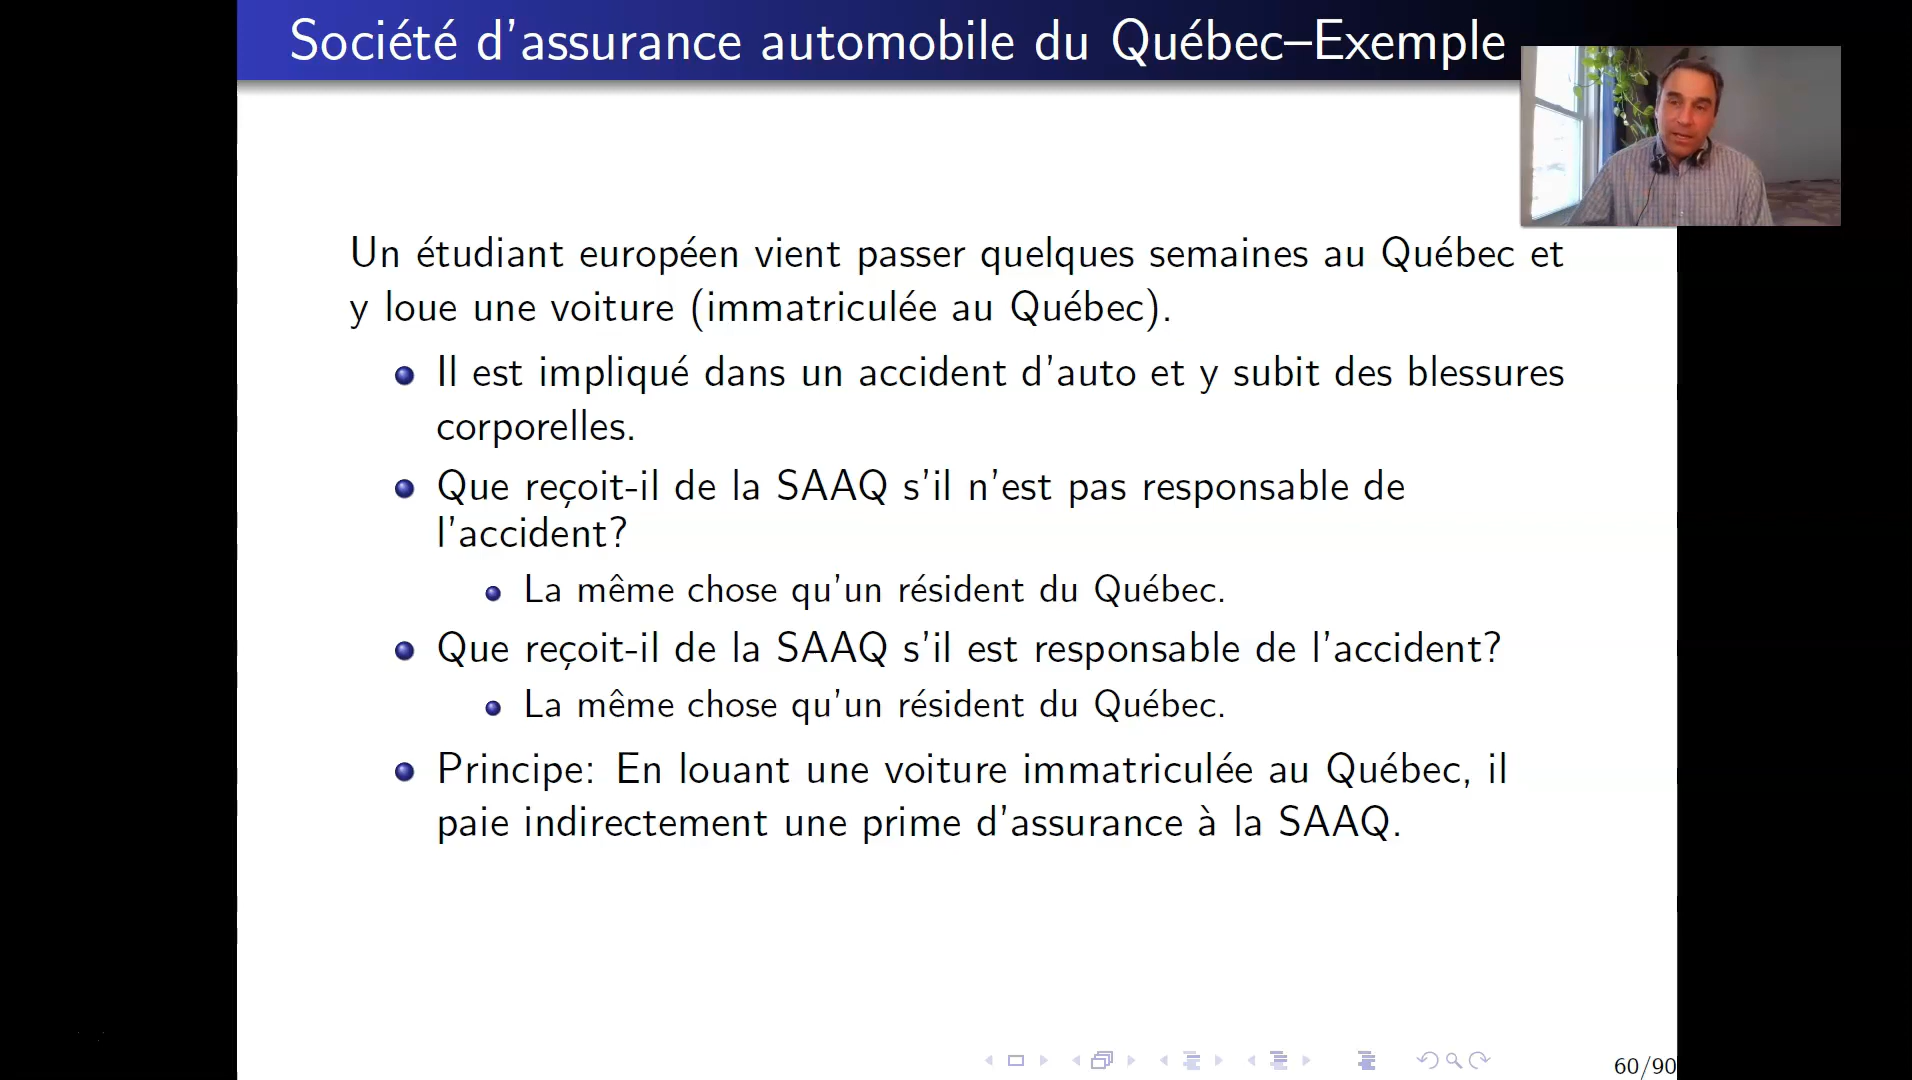 Société d'assurance automobile du Québec–Exemple
Un étudiant européen vient passer quelques semaines au Québec et
y loue une voiture (immatriculée au Québec).
Il est impliqué dans un accident d'auto et y subit des blessures
corporelles.
Que reçoit-il de la SAAQ s'il n'est pas responsable de
l'accident?
La même chose qu'un résident du Québec.
Que reçoit-il de la SAAQ s'il est responsable de l'accident?
La même chose qu'un résident du Québec.
Principe: En louant une voiture immatriculée au Québec, il
paie indirectement une prime d'assurance à la SAAQ.
60/90